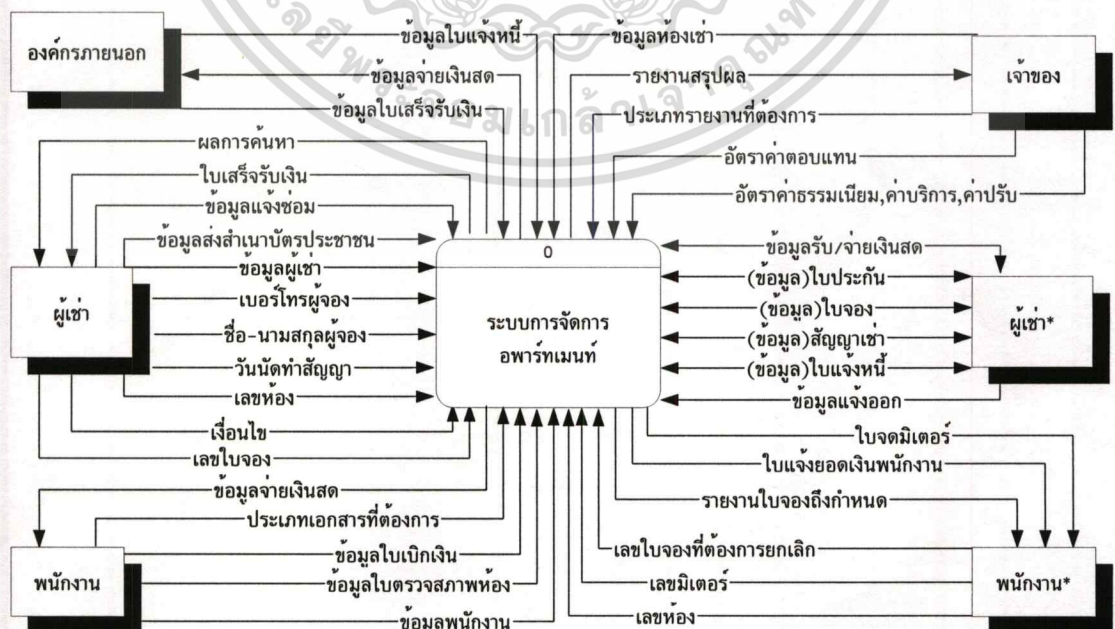 องค์กรภายนอก
ข้อมูลใบแจ้งหนี้
ข้อมูลห้องเช่า
เจ้าของ
ข้อมูลจ่ายเงินสด
รายงานสรุปผล
ข้อมูลใบเสร็จรับเงิน
ประเภทรายงานที่ต้องการ
ผลการค้นหา
อัตราค่าตอบแทน
ใบเสร็จรับเงิน
อัตราค่าธรรมเนียม,ค่าบริการ,ค่าปรับ
ข้อมูลแจ้งซ่อม
ข้อมูลส่งสำเนาบัตรประชาชน
0
ข้อมูลรับ/จ่ายเงินสด
ข้อมูลผู้เช่า
(ข้อมูล)ใบประกัน
ผู้เช่า
เบอร์โทรผู้จอง
ระบบการจัดการ
อพาร์ทเมนท์
(ข้อมูล)ใบจอง
ผู้เช่า*
ชื่อ-นามสกุลผู้จอง
(ข้อมูล)สัญญาเช่า
วันนัดทำสัญญา
(ข้อมูล)ใบแจ้งหนี้
เลขห้อง
ข้อมูลแจ้งออก
เงื่อนไข
ใบจดมิเตอร์
เลขใบจอง
ใบแจ้งยอดเงินพนักงาน
ข้อมูลจ่ายเงินสด
รายงานใบจองถึงกำหนด
ประเภทเอกสารที่ต้องการ
ข้อมูลใบเบิกเงิน
เลขใบจองที่ต้องการยกเลิก
พนักงาน
ข้อมูลใบตรวจสภาพห้อง
เลขมิเตอร์
พนักงาน*
ข้อมูลพนักงาน
เลขห้อง